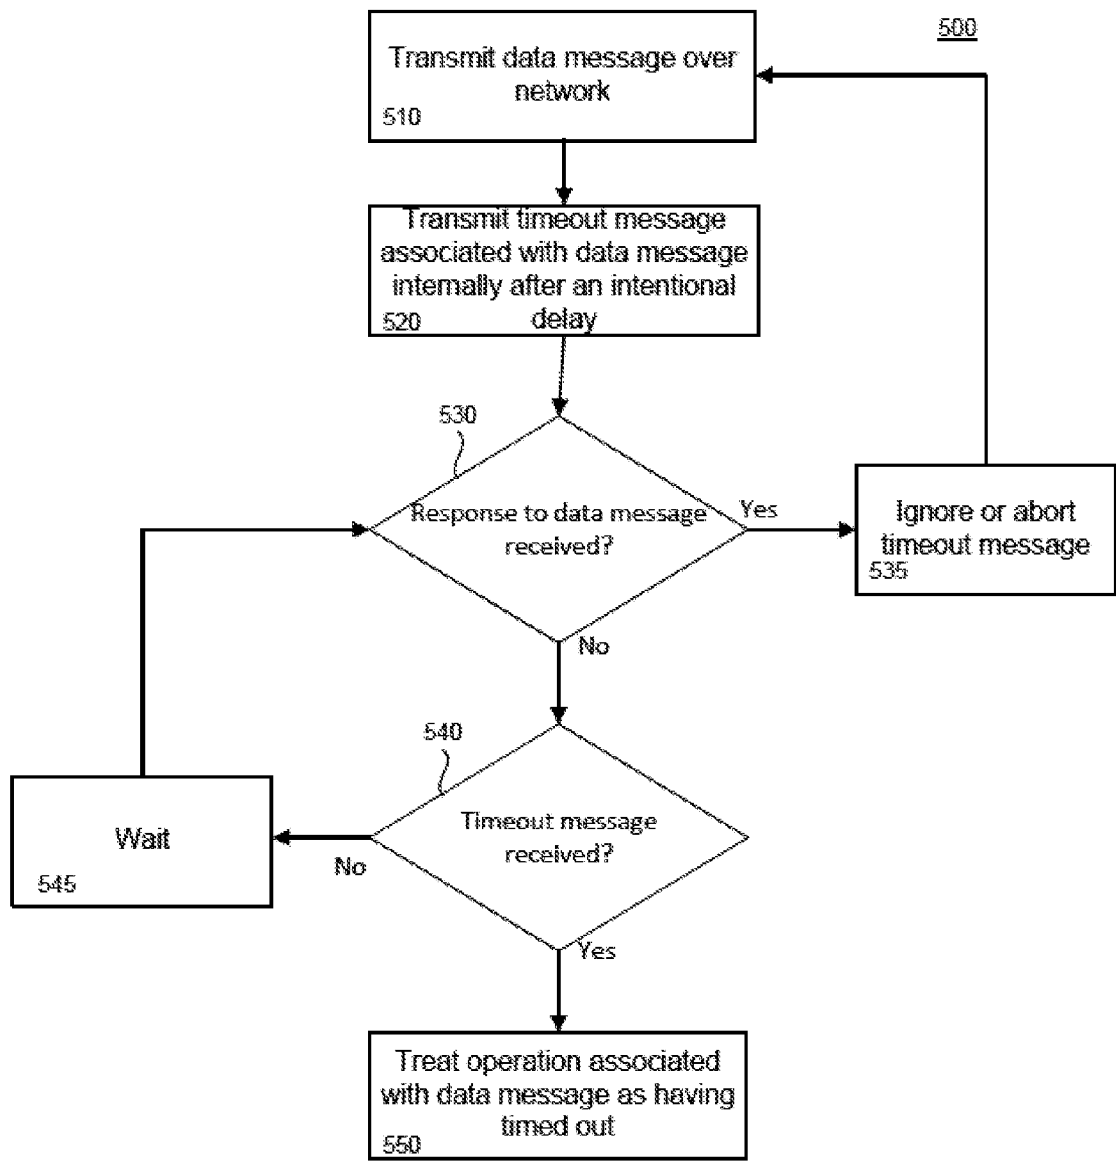 500
Transmit data message over
network
510
Transmit timeout message
associated with data message
internally after an intentional
delay
520
530
Response to data message
received?
Yes
Ignore or abort
timeout message
535
No
540
Timeout message
received?
No
Wait
545
Yes
Treat operation associated
with data message as having
timed out
550